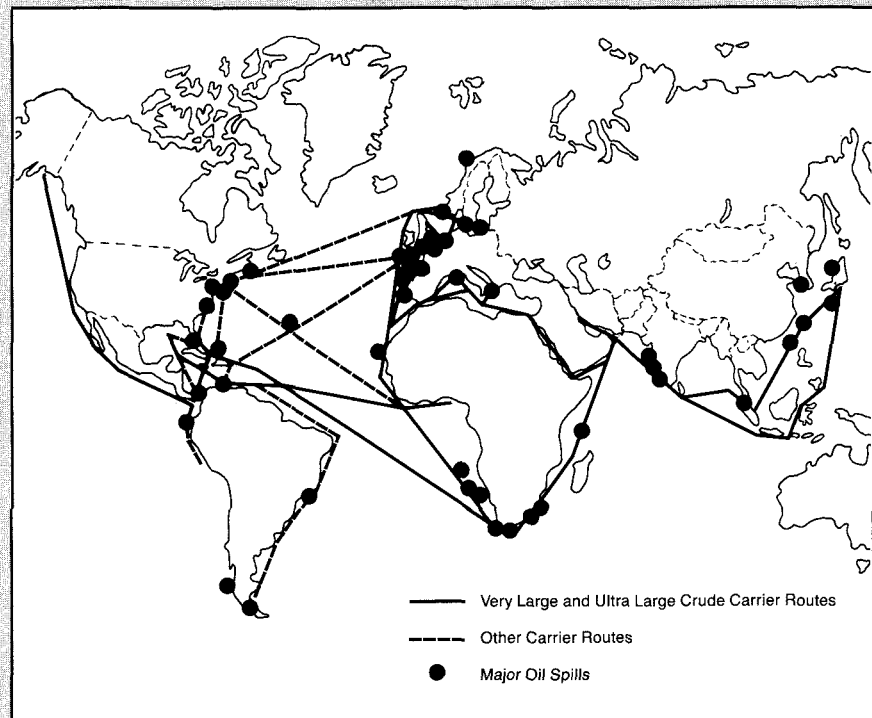 Very Large and Ultra Large Crude Carrier Routes
Other Carrier Routes
Major Oil Spills